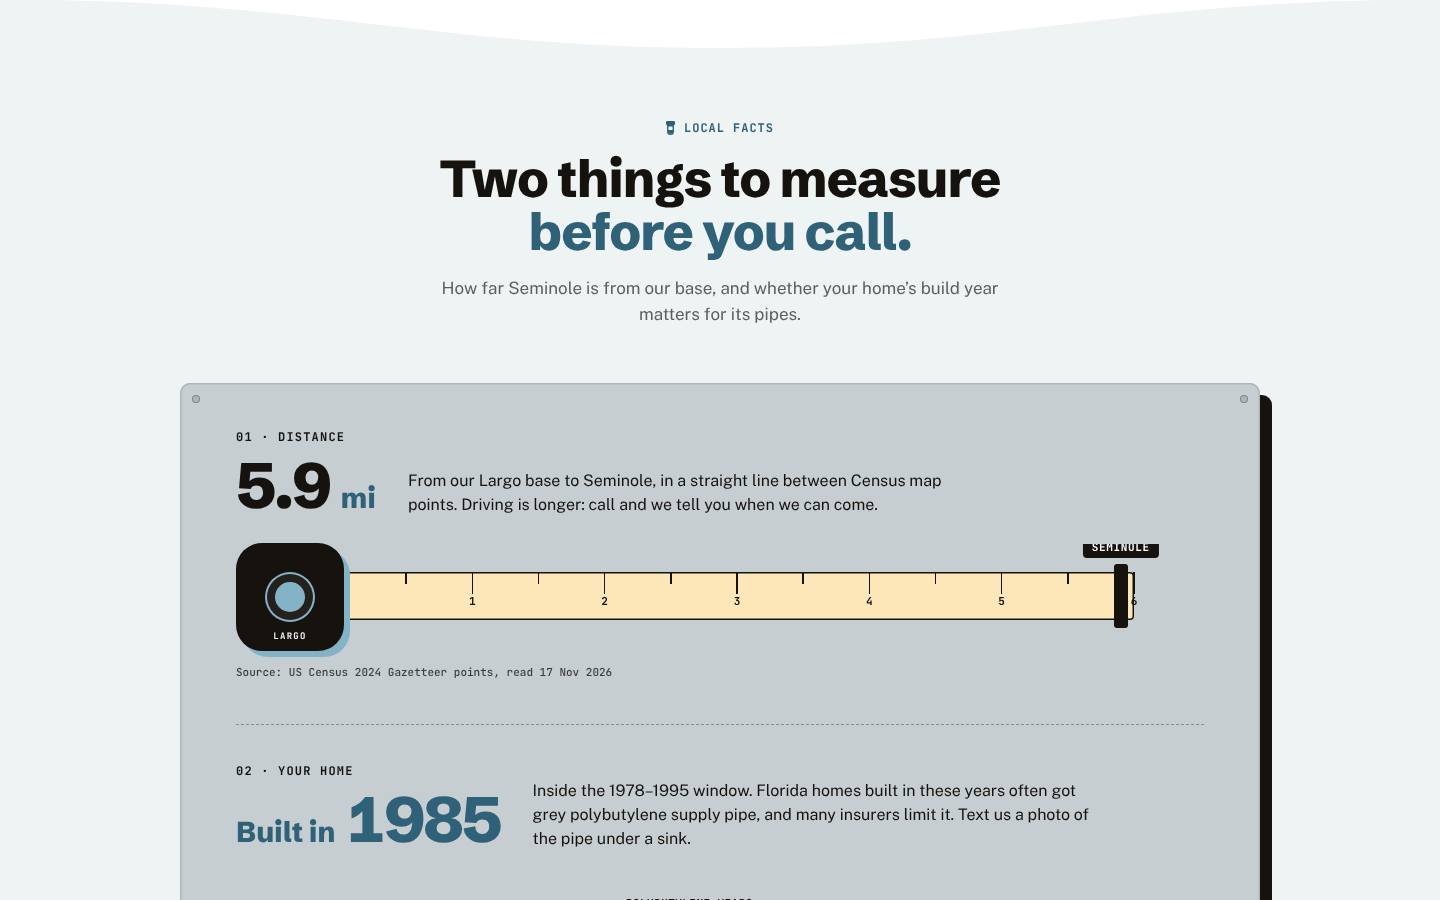 LOCAL FACTS
Two things to measure
before you call.
How far Seminole is from our base, and whether your home’s build year
matters for its pipes.
01 · DISTANCE
5.9 mi
From our Largo base to Seminole, in a straight line between Census map
points. Driving is longer: call and we tell you when we can come.
SEMINOLE
1 2 3 4 5 6
LARGO
Source: US Census 2024 Gazetteer points, read 17 Nov 2026
02 · YOUR HOME
Built in 1985
Inside the 1978–1995 window. Florida homes built in these years often got
grey polybutylene supply pipe, and many insurers limit it. Text us a photo of
the pipe under a sink.